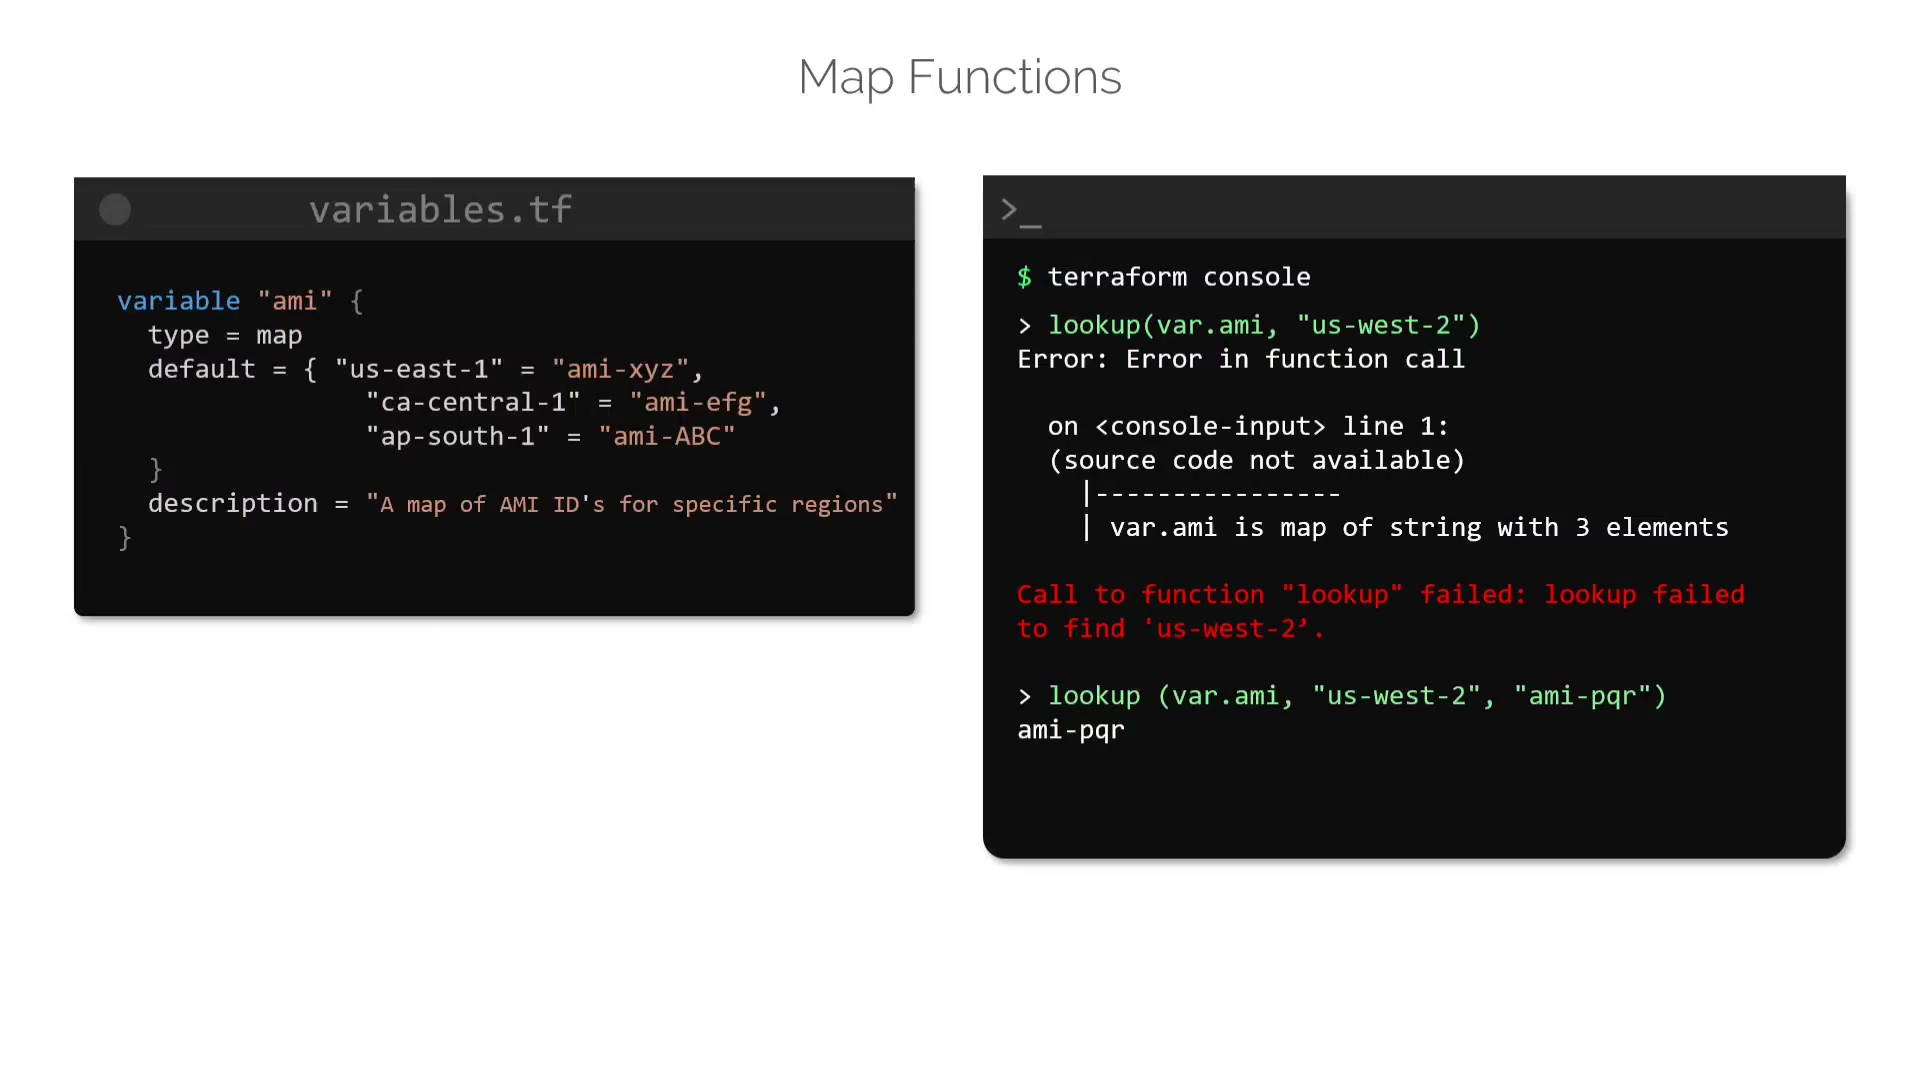 Map Functions
variables.tf
variable "ami" {
  type = map
  default = { "us-east-1" = "ami-xyz",
              "ca-central-1" = "ami-efg",
              "ap-south-1" = "ami-ABC"
  }
  description = "A map of AMI ID's for specific regions"
}
>_
$ terraform console
> lookup(var.ami, "us-west-2")
Error: Error in function call
  on <console-input> line 1:
  (source code not available)
    |----------------
    | var.ami is map of string with 3 elements
Call to function "lookup" failed: lookup failed
to find 'us-west-2’.
> lookup (var.ami, "us-west-2", "ami-pqr")
ami-pqr